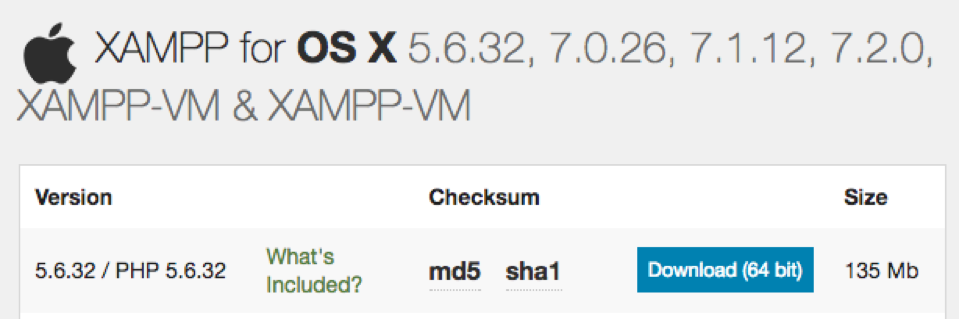 XAMPP for OS X 5.6.32, 7.0.26, 7.1.12, 7.2.0,
XAMPP-VM & XAMPP-VM
Version Checksum Size
5.6.32 / PHP 5.6.32 What's Included? md5 sha1 Download (64 bit) 135 Mb